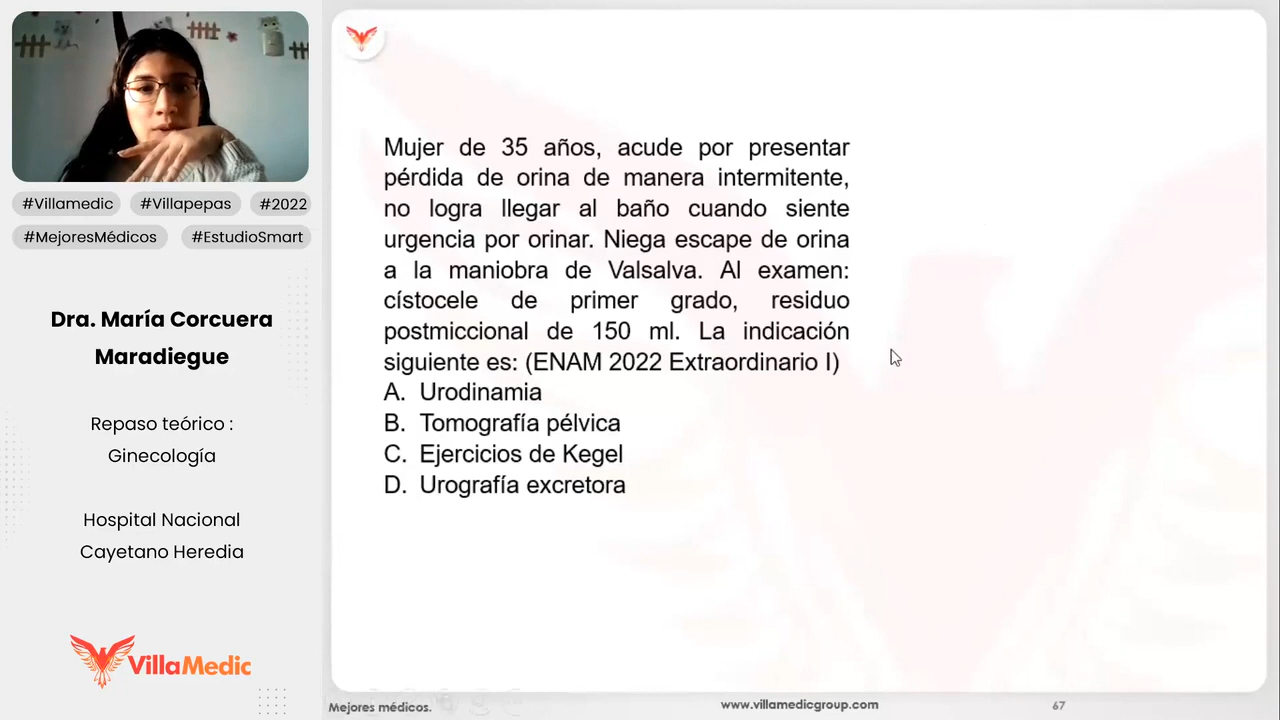 #Villamedic #Villapepas #2022
#MejoresMédicos #EstudioSmart
Dra. María Corcuera
Maradiegue
Repaso teórico :
Ginecología
Hospital Nacional
Cayetano Heredia
VillaMedic
Mujer de 35 años, acude por presentar
pérdida de orina de manera intermitente,
no logra llegar al baño cuando siente
urgencia por orinar. Niega escape de orina
a la maniobra de Valsalva. Al examen:
cístocele de primer grado, residuo
postmiccional de 150 ml. La indicación
siguiente es: (ENAM 2022 Extraordinario I)
A. Urodinamia
B. Tomografía pélvica
C. Ejercicios de Kegel
D. Urografía excretora
Mejores médicos. www.villamedicgroup.com 67